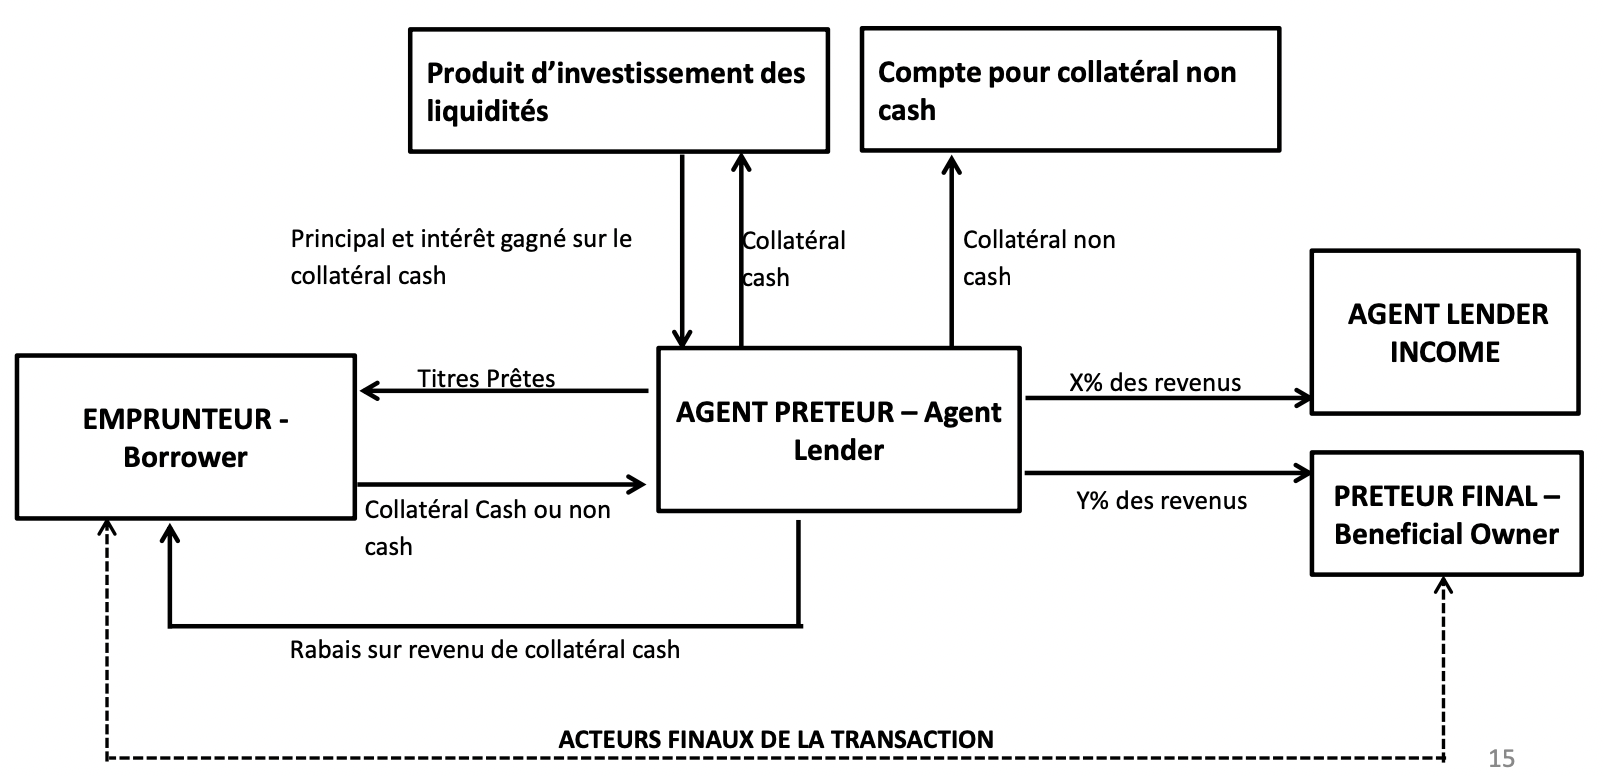 Produit d’investissement des
liquidités
Compte pour collatéral non
cash
Principal et intérêt gagné sur le
collatéral cash
Collatéral
cash
Collatéral non
cash
AGENT LENDER
INCOME
Titres Prêtes
X% des revenus
EMPRUNTEUR -
Borrower
AGENT PRETEUR – Agent
Lender
Collatéral Cash ou non
cash
Y% des revenus
PRETEUR FINAL –
Beneficial Owner
Rabais sur revenu de collatéral cash
ACTEURS FINAUX DE LA TRANSACTION
15